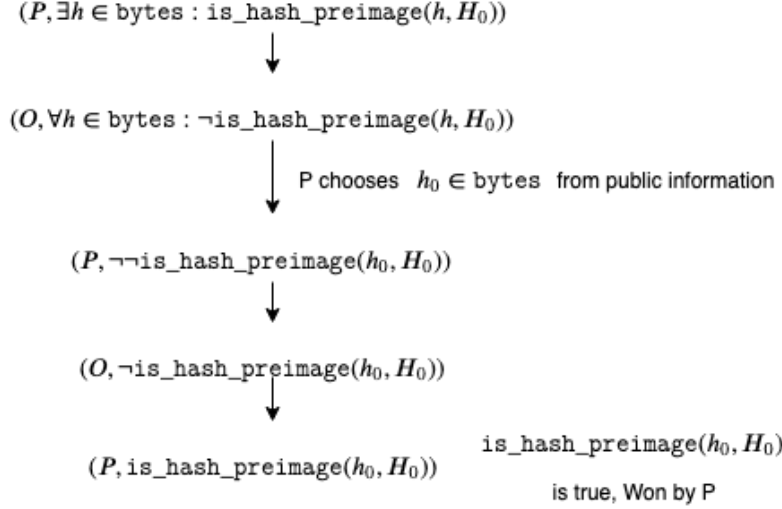 (P, ∃h ∈ bytes : is_hash_preimage(h, H₀))
(O, ∀h ∈ bytes : ¬is_hash_preimage(h, H₀))
P chooses h₀ ∈ bytes from public information
(P, ¬¬is_hash_preimage(h₀, H₀))
(O, ¬is_hash_preimage(h₀, H₀))
(P, is_hash_preimage(h₀, H₀))
is_hash_preimage(h₀, H₀)
is true, Won by P